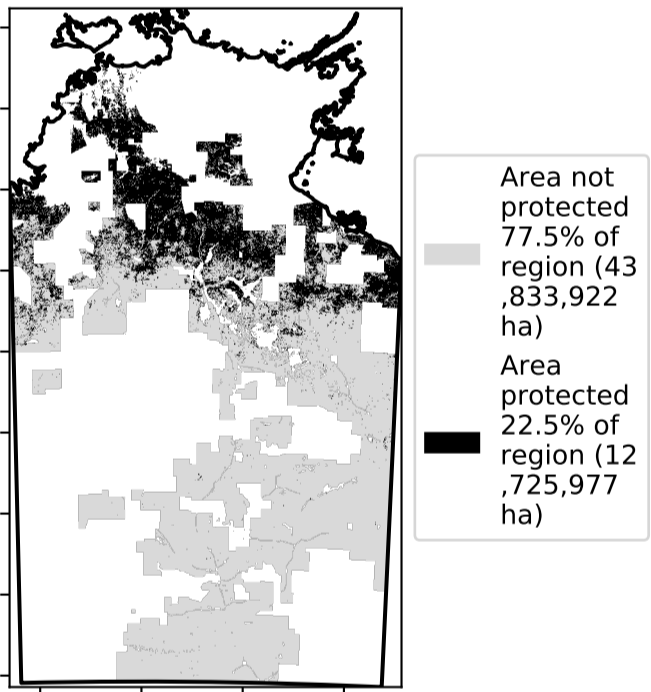 Area not
protected
77.5% of
region (43
,833,922
ha)
Area
protected
22.5% of
region (12
,725,977
ha)